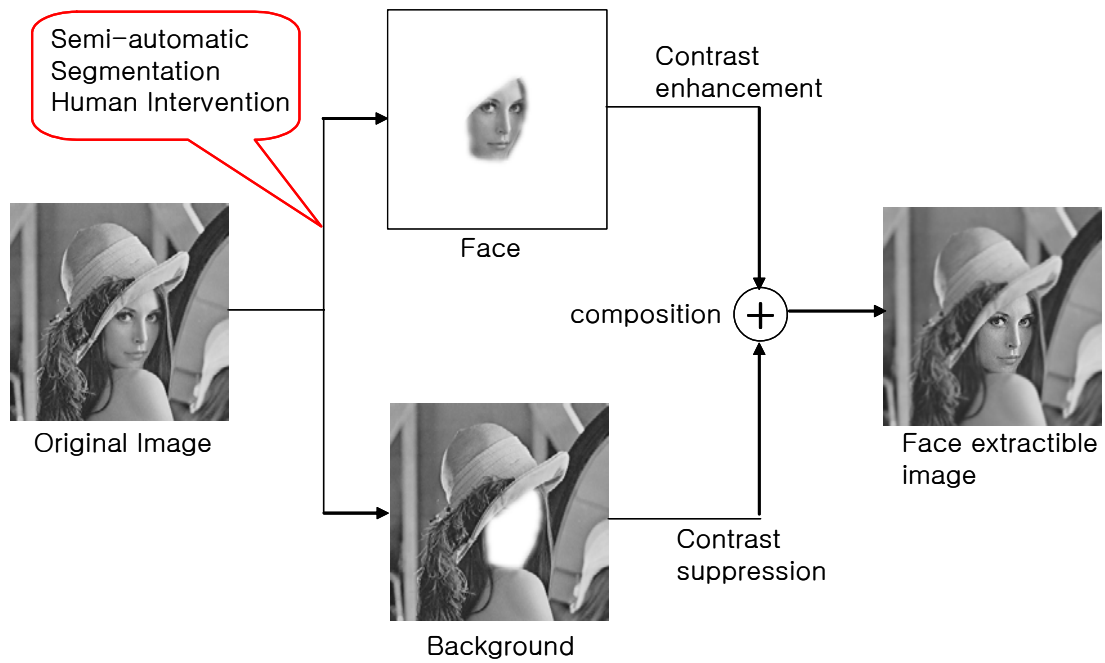 Semi-automatic
Segmentation
Human Intervention
Contrast
enhancement
Face
composition
Original Image
Face extractible
image
Contrast
suppression
Background